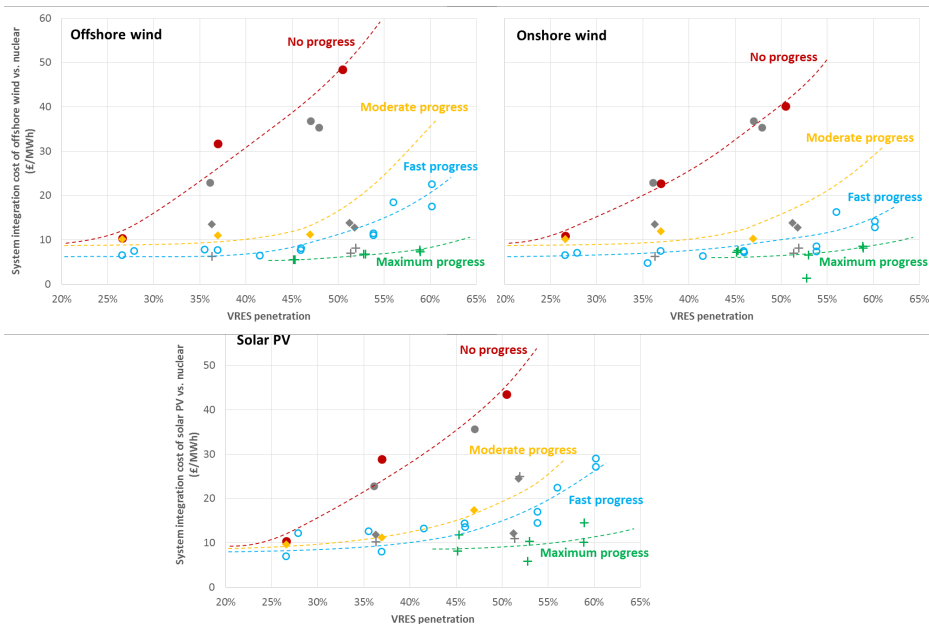 Offshore wind
No progress
Moderate progress
Fast progress
Maximum progress
System integration cost of offshore wind vs. nuclear
(£/MWh)
60
50
40
30
20
10
0
20% 25% 30% 35% 40% 45% 50% 55% 60% 65%
VRES penetration
Onshore wind
No progress
Moderate progress
Fast progress
Maximum progress
20% 25% 30% 35% 40% 45% 50% 55% 60% 65%
VRES penetration
Solar PV
No progress
Moderate progress
Fast progress
Maximum progress
System integration cost of solar PV vs. nuclear
(£/MWh)
50
40
30
20
10
0
20% 25% 30% 35% 40% 45% 50% 55% 60% 65%
VRES penetration